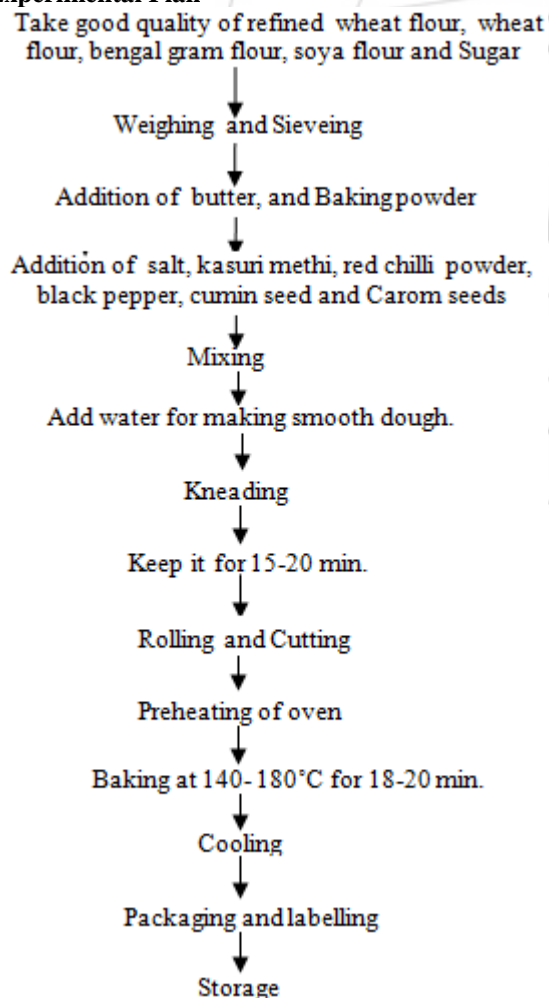 Experimental Plan
Take good quality of refined wheat flour, wheat
flour, bengal gram flour, soya flour and Sugar
Weighing and Sieveing
Addition of butter, and Baking powder
Addition of salt, kasuri methi, red chilli powder,
black pepper, cumin seed and Carom seeds
Mixing
Add water for making smooth dough.
Kneading
Keep it for 15-20 min.
Rolling and Cutting
Preheating of oven
Baking at 140-180°C for 18-20 min.
Cooling
Packaging and labelling
Storage